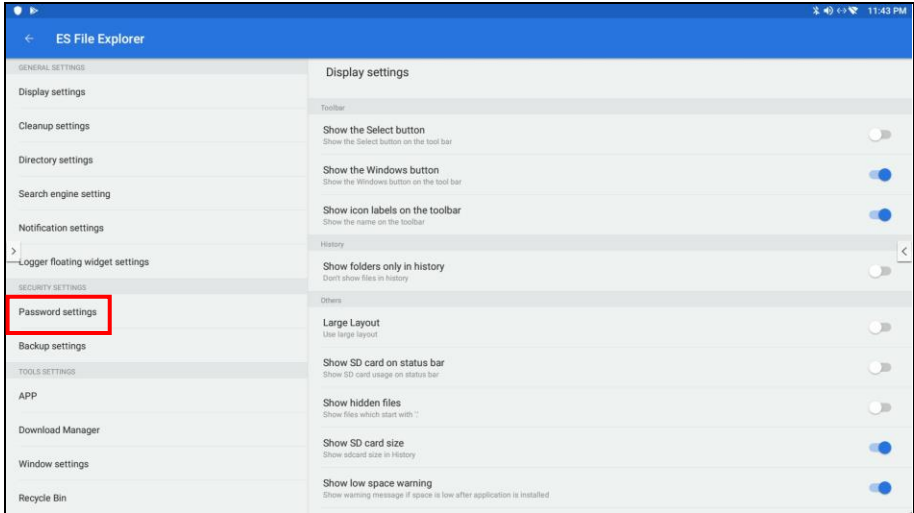 11:43 PM
ES File Explorer
GENERAL SETTINGS
Display settings
Cleanup settings
Directory settings
Search engine setting
Notification settings
Logger floating widget settings
SECURITY SETTINGS
Password settings
Backup settings
TOOLS SETTINGS
APP
Download Manager
Window settings
Recycle Bin
Display settings
Toolbar
Show the Select button
Show the Select button on the tool bar
Show the Windows button
Show the Windows button on the tool bar
Show icon labels on the toolbar
Show the name on the toolbar
History
Show folders only in history
Don't show files in history
Others
Large Layout
Use large layout
Show SD card on status bar
Show SD card usage on status bar
Show hidden files
Show files which start with '.'
Show SD card size
Show sdcard size in History
Show low space warning
Show warning message if space is low after application is installed